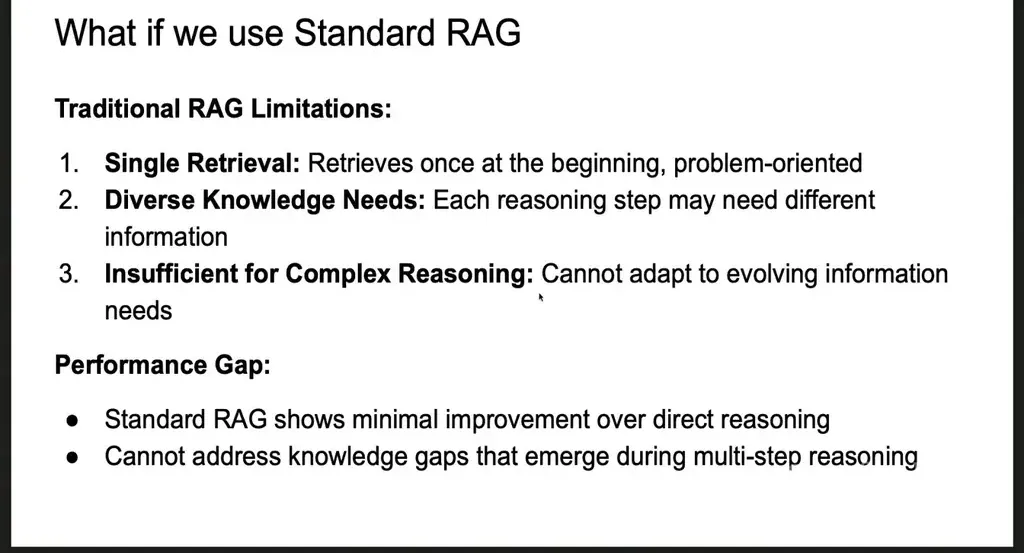 What if we use Standard RAG
Traditional RAG Limitations:
1. Single Retrieval: Retrieves once at the beginning, problem-oriented
2. Diverse Knowledge Needs: Each reasoning step may need different
information
3. Insufficient for Complex Reasoning: Cannot adapt to evolving information
needs
Performance Gap:
● Standard RAG shows minimal improvement over direct reasoning
● Cannot address knowledge gaps that emerge during multi-step reasoning